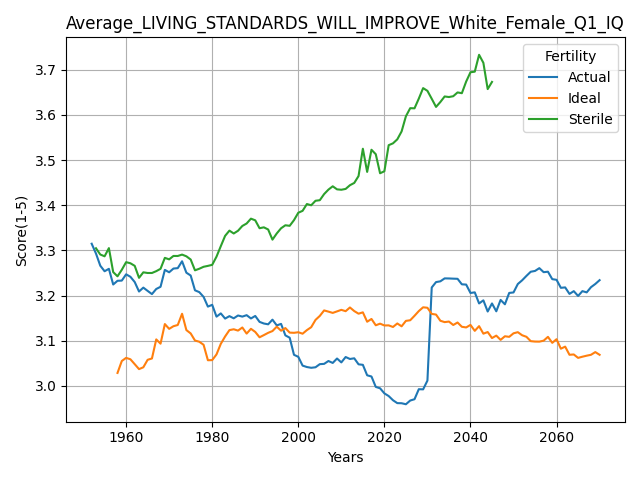 Average_LIVING_STANDARDS_WILL_IMPROVE_White_Female_Q1_IQ
Fertility
Actual
Ideal
Sterile
Score(1-5)
3.7
3.6
3.5
3.4
3.3
3.2
3.1
3.0
1960 1980 2000 2020 2040 2060
Years